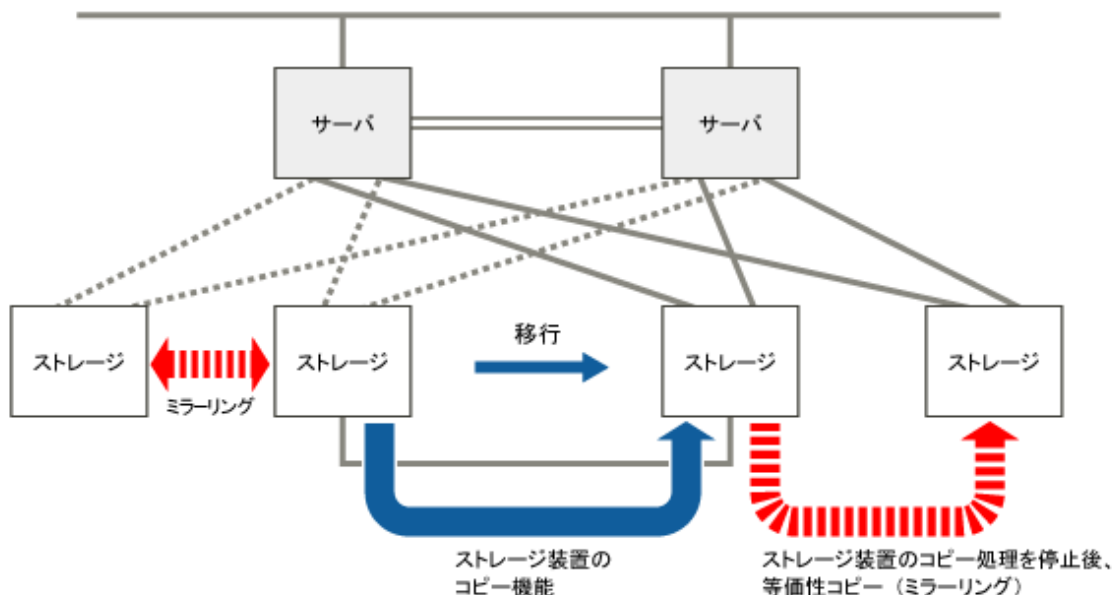 サーバ
サーバ
ストレージ
ミラーリング
ストレージ
移行
ストレージ
ストレージ
ストレージ装置の
コピー機能
ストレージ装置のコピー処理を停止後、
等価性コピー（ミラーリング）